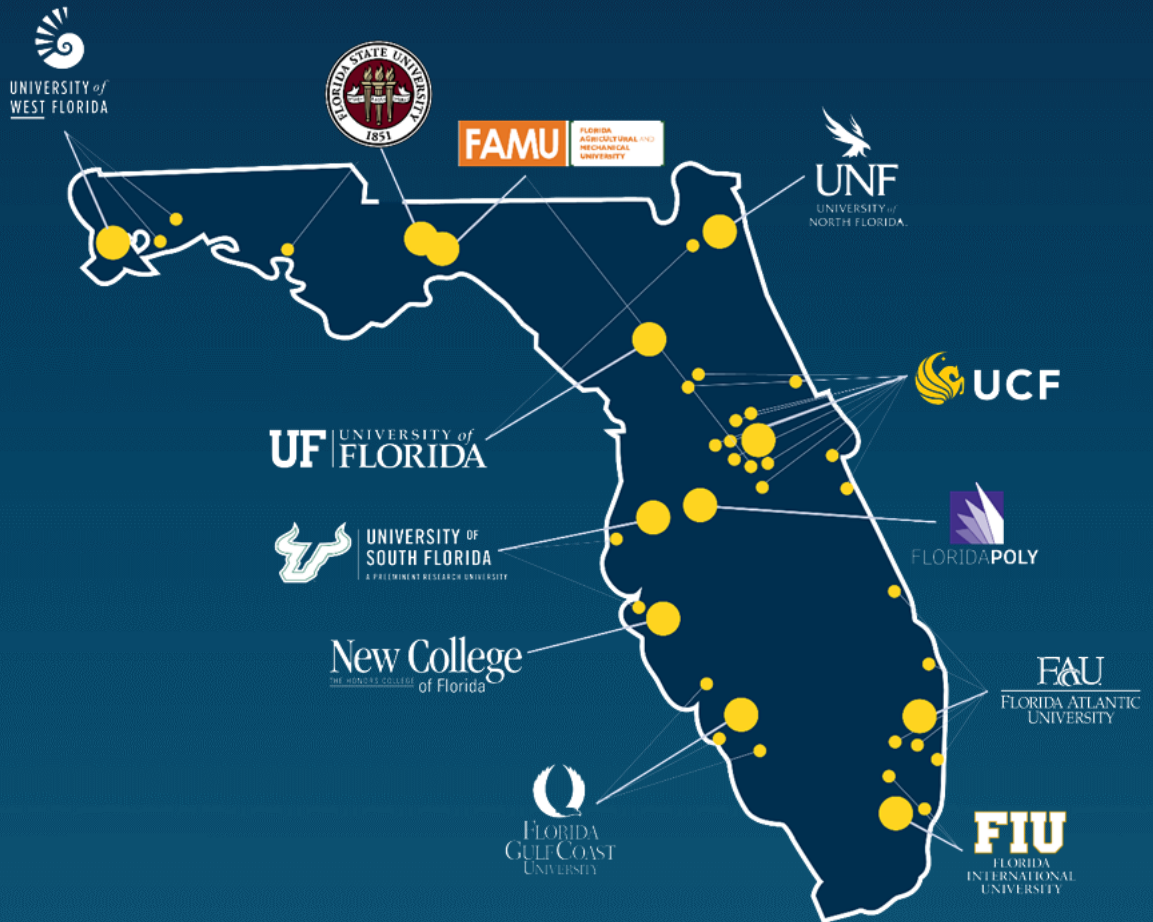 UNIVERSITY of
WEST FLORIDA
FLORIDA STATE UNIVERSITY
1851
FAMU
FLORIDA
AGRICULTURAL AND
MECHANICAL
UNIVERSITY
UNF
UNIVERSITY of
NORTH FLORIDA.
UCF
UF
UNIVERSITY of
FLORIDA
UNIVERSITY OF
SOUTH FLORIDA
A PREEMINENT RESEARCH UNIVERSITY
FLORIDAPOLY
New College
THE HONORS COLLEGE
of Florida
FAU
FLORIDA ATLANTIC
UNIVERSITY
FLORIDA
GULF COAST
UNIVERSITY
FIU
FLORIDA
INTERNATIONAL
UNIVERSITY